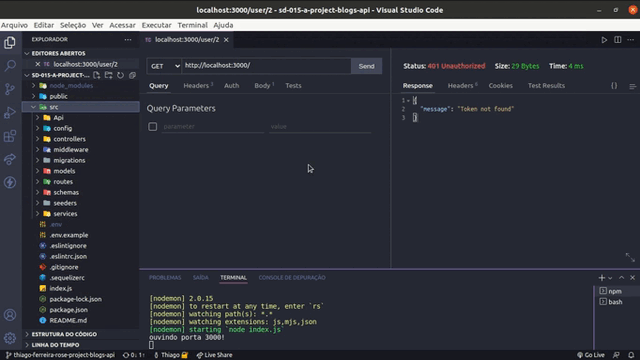 localhost:3000/user/2 - sd-015-a-project-blogs-api - Visual Studio Code
Arquivo Editar Seleção Ver Acessar Executar Terminal Ajuda
EXPLORADOR
EDITORES ABERTOS
localhost:3000/user/2
SD-015-A-PROJECT-...
node_modules
public
src
Api
config
controllers
middleware
migrations
models
routes
schemas
seeders
services
.env
.env.example
.eslintignore
.eslintrc.json
.gitignore
.sequelizerc
index.js
package-lock.json
package.json
README.md
ESTRUTURA DO CÓDIGO
LINHA DO TEMPO
localhost:3000/user/2
GET http://localhost:3000/ Send
Query Headers 2 Auth Body 1 Tests
Query Parameters
parameter value
Status: 401 Unauthorized Size: 29 Bytes Time: 4 ms
Response Headers 6 Cookies Test Results
1 {
2 "message": "Token not found"
3 }
PROBLEMAS SAÍDA TERMINAL CONSOLE DE DEPURAÇÃO
[nodemon] 2.0.15
[nodemon] to restart at any time, enter `rs`
[nodemon] watching path(s): *.*
[nodemon] watching extensions: js,mjs,json
[nodemon] starting `node index.js`
ouvindo porta 3000!
npm
bash
thiago-ferreira-rose-project-blogs-api 0↓ 1↑ Thiago Live Share
Go Live